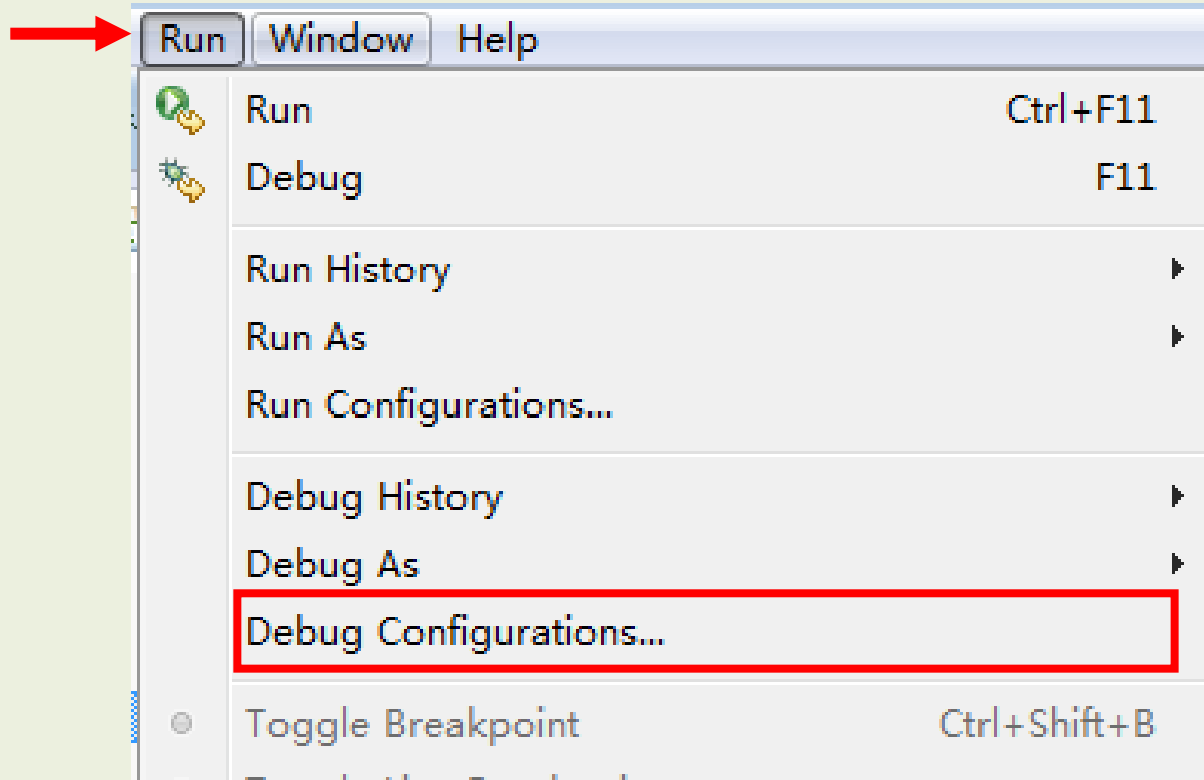 Run Window Help
Run Ctrl+F11
Debug F11
Run History
Run As
Run Configurations...
Debug History
Debug As
Debug Configurations...
Toggle Breakpoint Ctrl+Shift+B